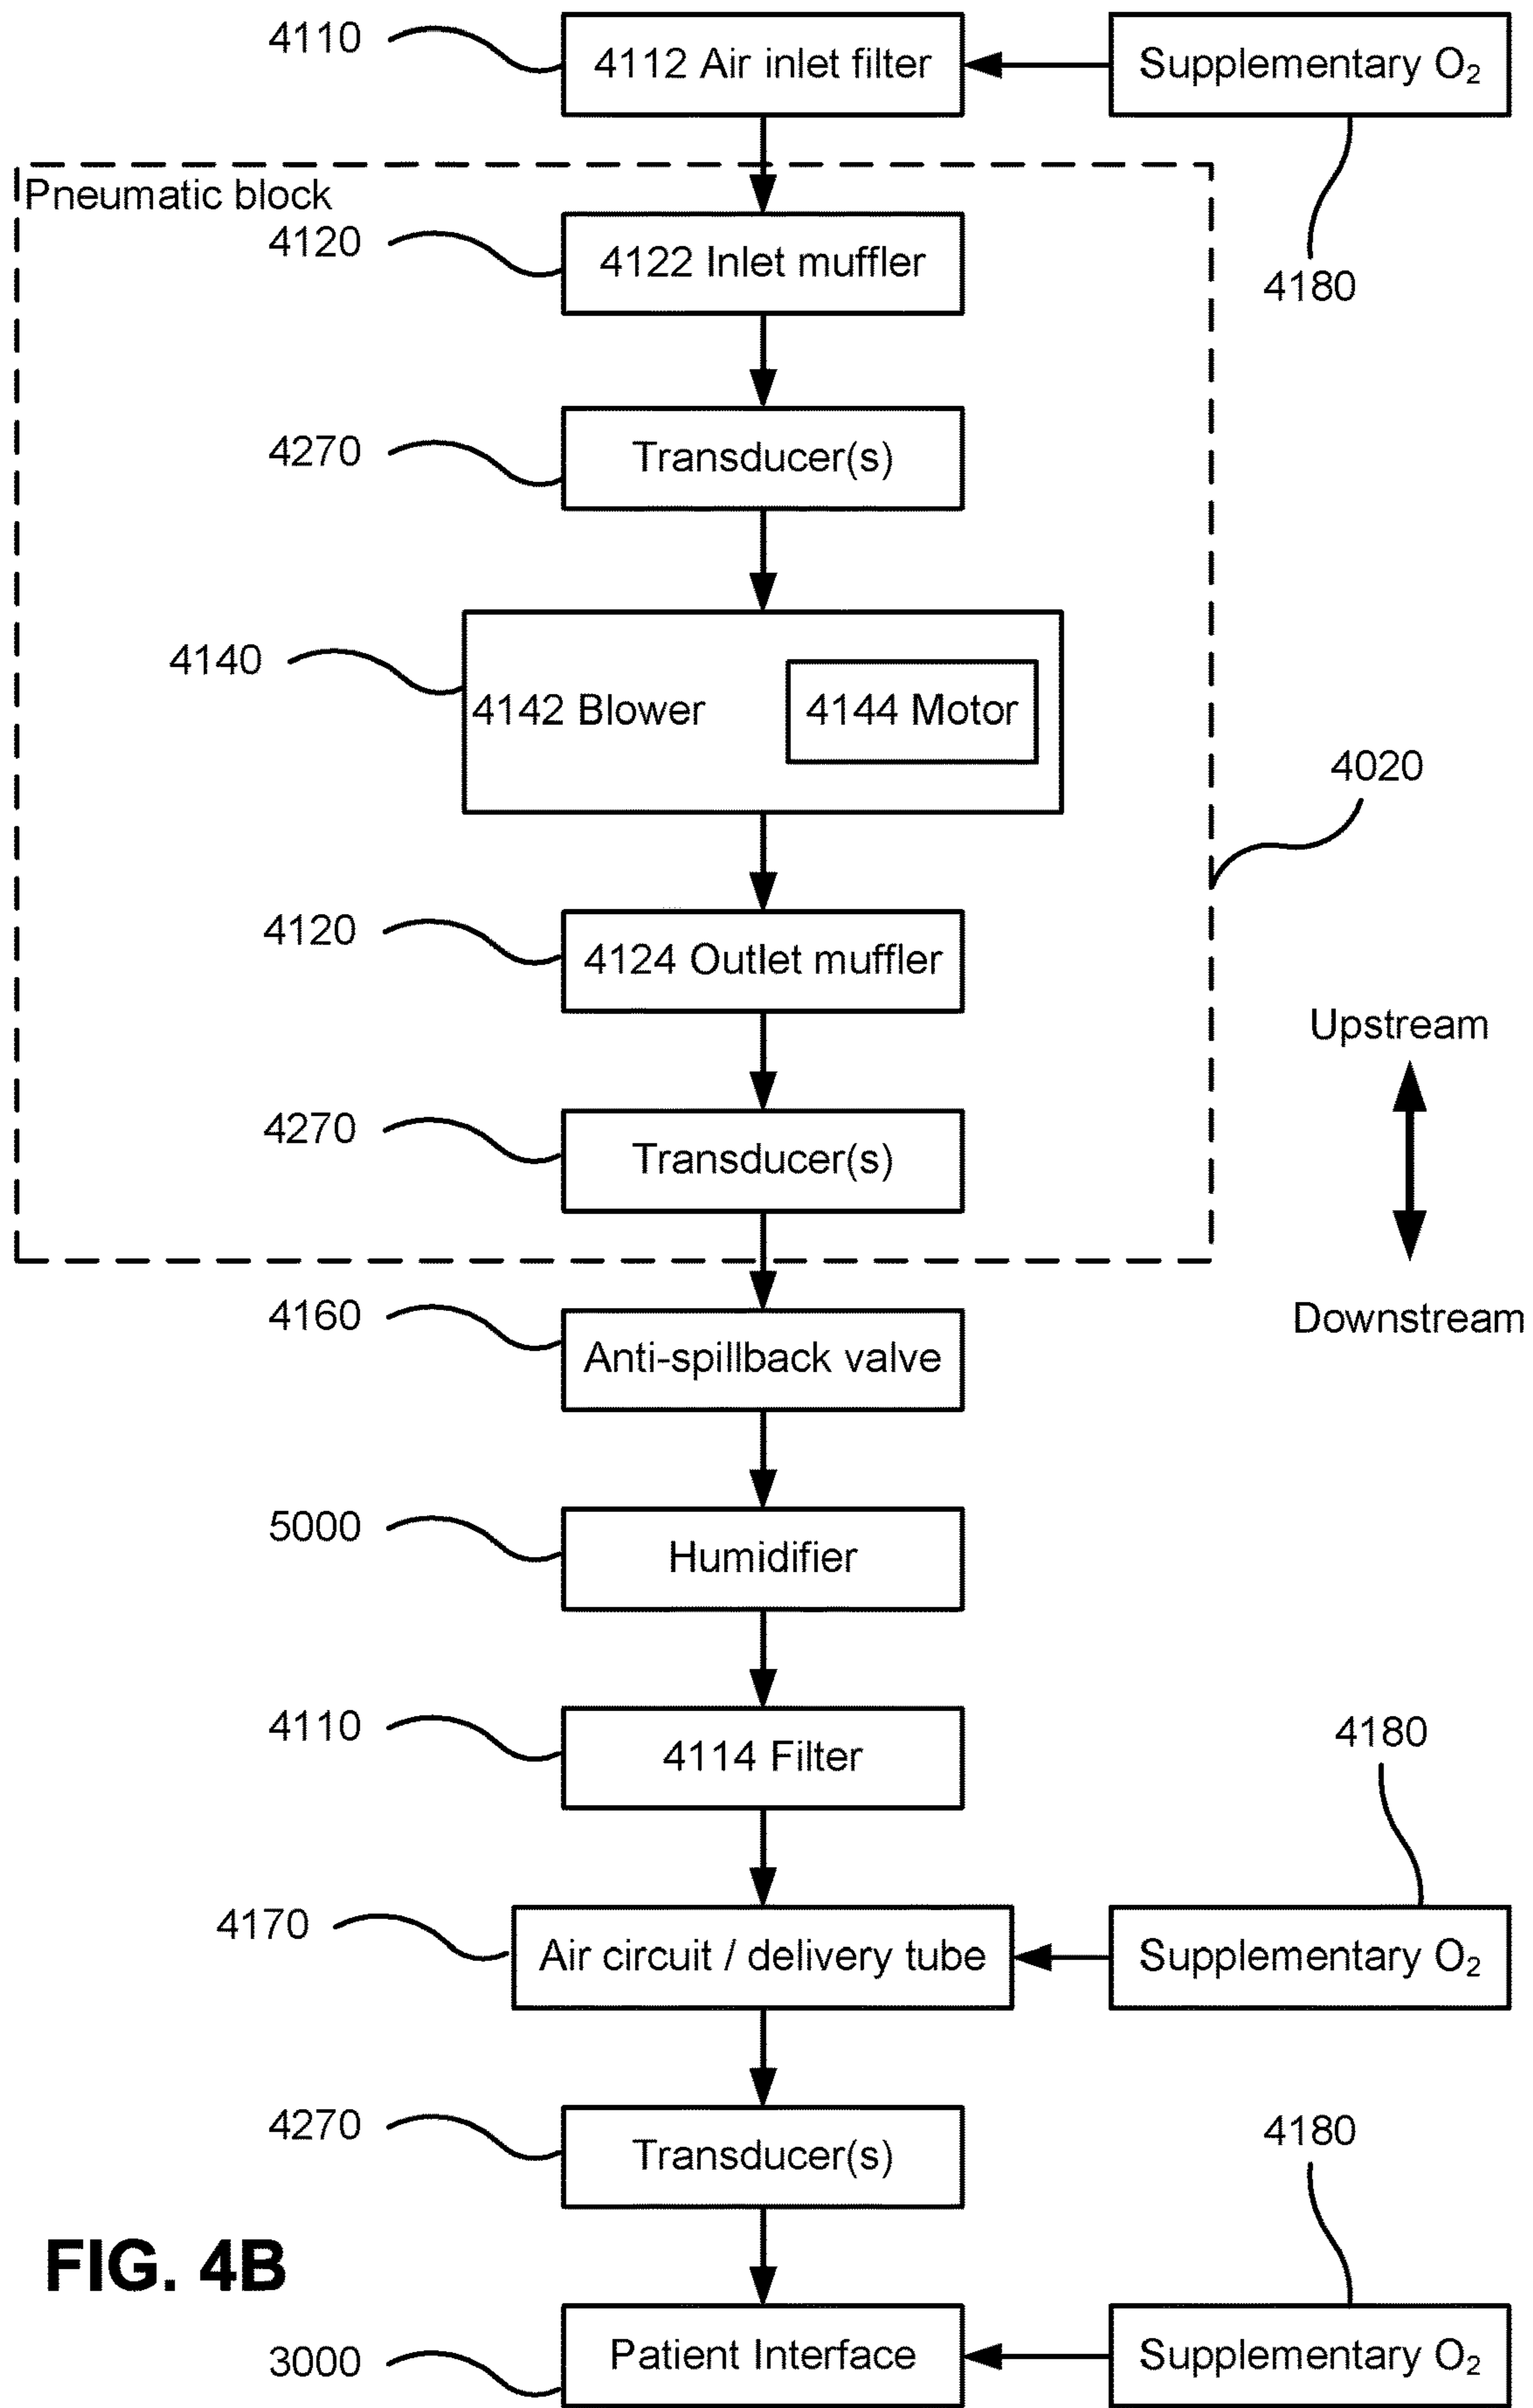 4110
4112 Air inlet filter
Supplementary O₂
Pneumatic block
4120
4122 Inlet muffler
4180
4270
Transducer(s)
4140
4142 Blower
4144 Motor
4020
4120
4124 Outlet muffler
Upstream
4270
Transducer(s)
4160
Downstream
Anti-spillback valve
5000
Humidifier
4110
4114 Filter
4180
4170
Air circuit / delivery tube
Supplementary O₂
4270
Transducer(s)
4180
FIG. 4B
3000
Patient Interface
Supplementary O₂